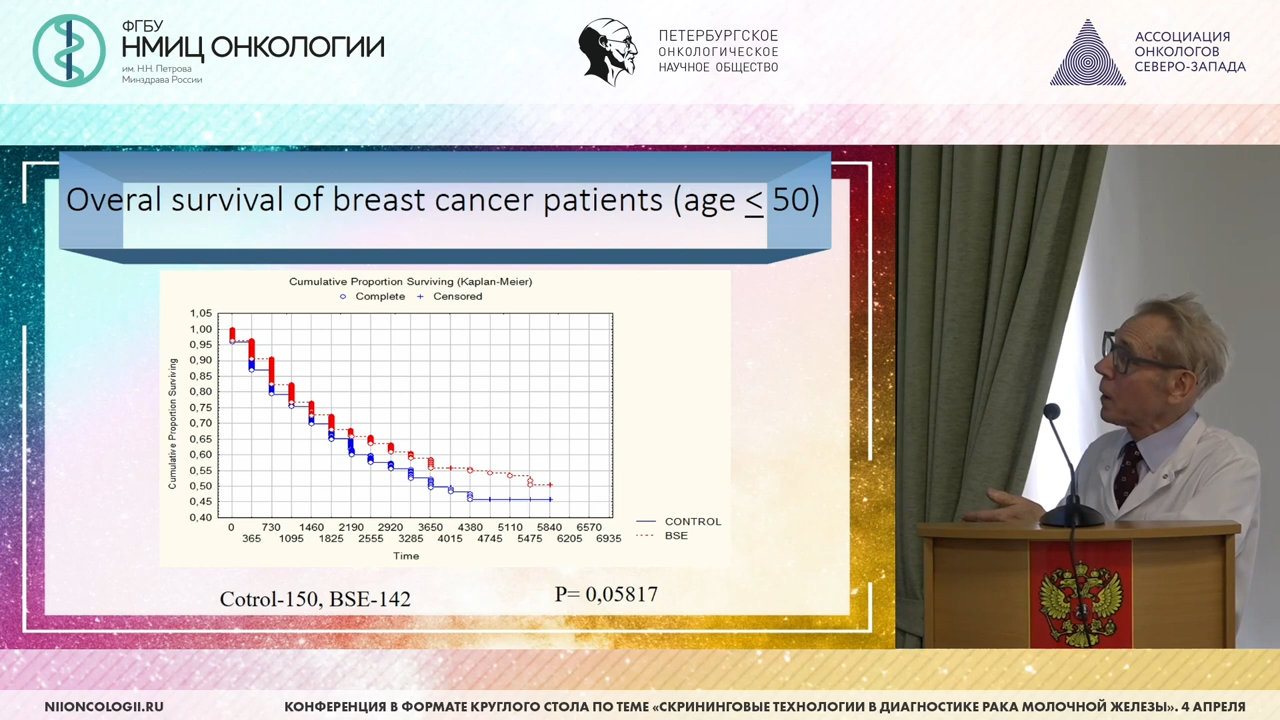 ФГБУ
НМИЦ ОНКОЛОГИИ
им. Н.Н. Петрова
Минздрава России
ПЕТЕРБУРГСКОЕ
ОНКОЛОГИЧЕСКОЕ
НАУЧНОЕ ОБЩЕСТВО
АССОЦИАЦИЯ
ОНКОЛОГОВ
СЕВЕРО-ЗАПАДА
Overal survival of breast cancer patients (age ≤ 50)
Cumulative Proportion Surviving (Kaplan-Meier)
Complete Censored
Cumulative Proportion Surviving
1,05
1,00
0,95
0,90
0,85
0,80
0,75
0,70
0,65
0,60
0,55
0,50
0,45
0,40
0 730 1460 2190 2920 3650 4380 5110 5840 6570
365 1095 1825 2555 3285 4015 4745 5475 6205 6935
Time
CONTROL
BSE
Cotrol-150, BSE-142
P= 0,05817
NIIONCOLOGII.RU
КОНФЕРЕНЦИЯ В ФОРМАТЕ КРУГЛОГО СТОЛА ПО ТЕМЕ «СКРИНИНГОВЫЕ ТЕХНОЛОГИИ В ДИАГНОСТИКЕ РАКА МОЛОЧНОЙ ЖЕЛЕЗЫ». 4 АПРЕЛЯ